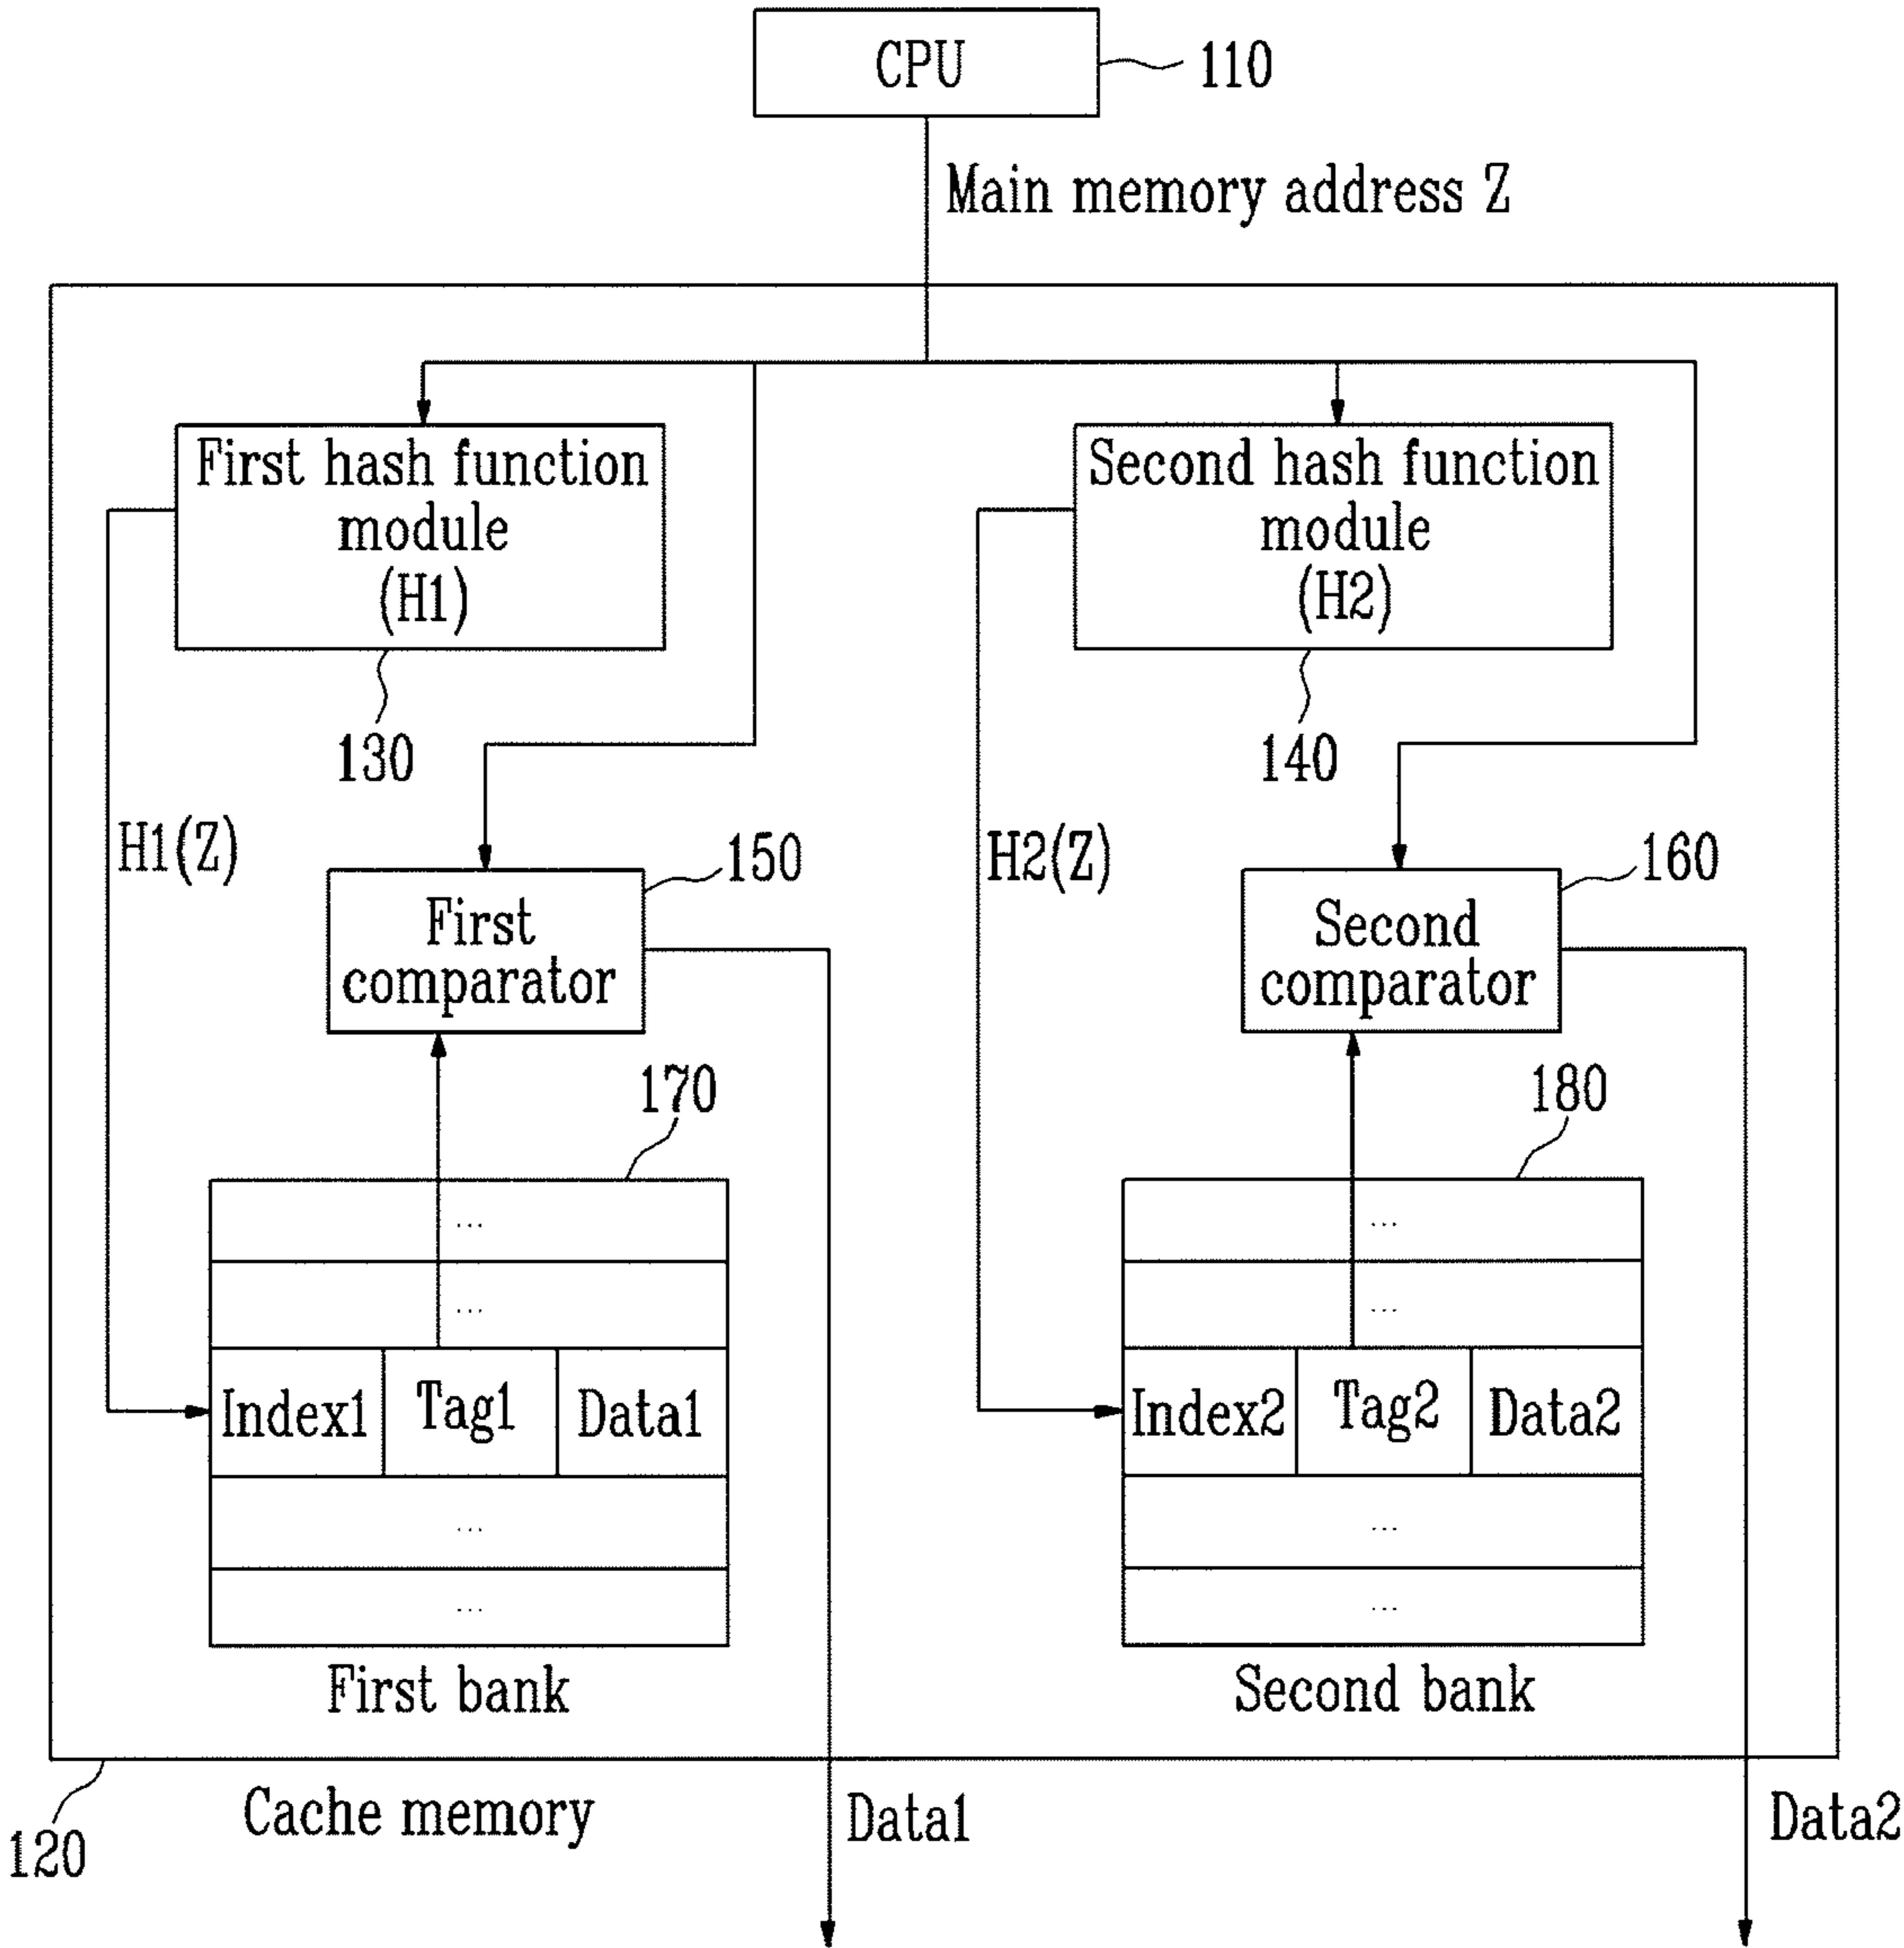 CPU
110
Main memory address Z
First hash function
module
(H1)
130
Second hash function
module
(H2)
140
H1(Z)
150
First
comparator
H2(Z)
160
Second
comparator
170
...
...
Index1 Tag1 Data1
...
...
First bank
180
...
...
Index2 Tag2 Data2
...
...
Second bank
120
Cache memory
Data1
Data2